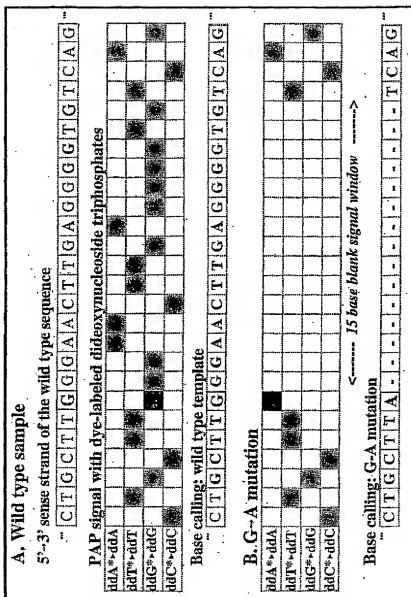 A. Wild type sample
5'→3' sense strand of the wild type sequence
... C T G C T T G G G A A C T T G A G G G G T G T C A G ...
PAP signal with dye-labeled dideoxynucleoside triphosphates
ddA*▸ddA
ddT*▸ddT
ddG*▸ddG
ddC*▸ddC
Base calling: wild type template
... C T G C T T G G G A A C T T G A G G G G T G T C A G ...
B. G→A mutation
ddA*▸ddA
ddT*▸ddT
ddG*▸ddG
ddC*▸ddC
<------ 15 base blank signal window ------>
Base calling: G-A mutation
... C T G C T T A - - - - - - - - - - - - - - - T C A G ...